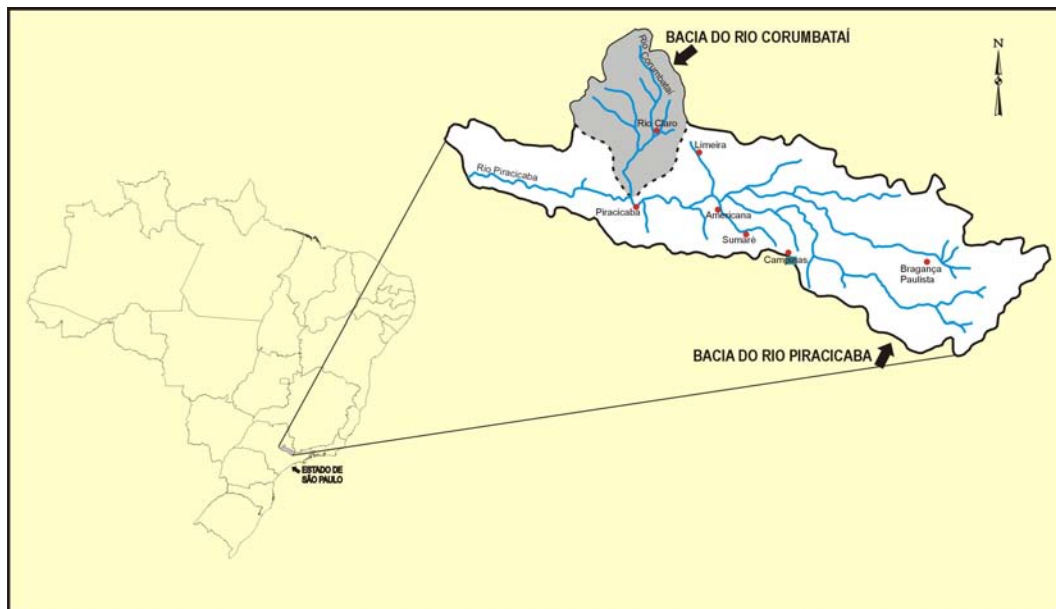 BACIA DO RIO CORUMBATAÍ
N
Rio Corumbataí
Rio Claro
Limeira
Rio Piracicaba
Piracicaba
Americana
Sumaré
Campinas
Bragança
Paulista
BACIA DO RIO PIRACICABA
ESTADO DE
SÃO PAULO